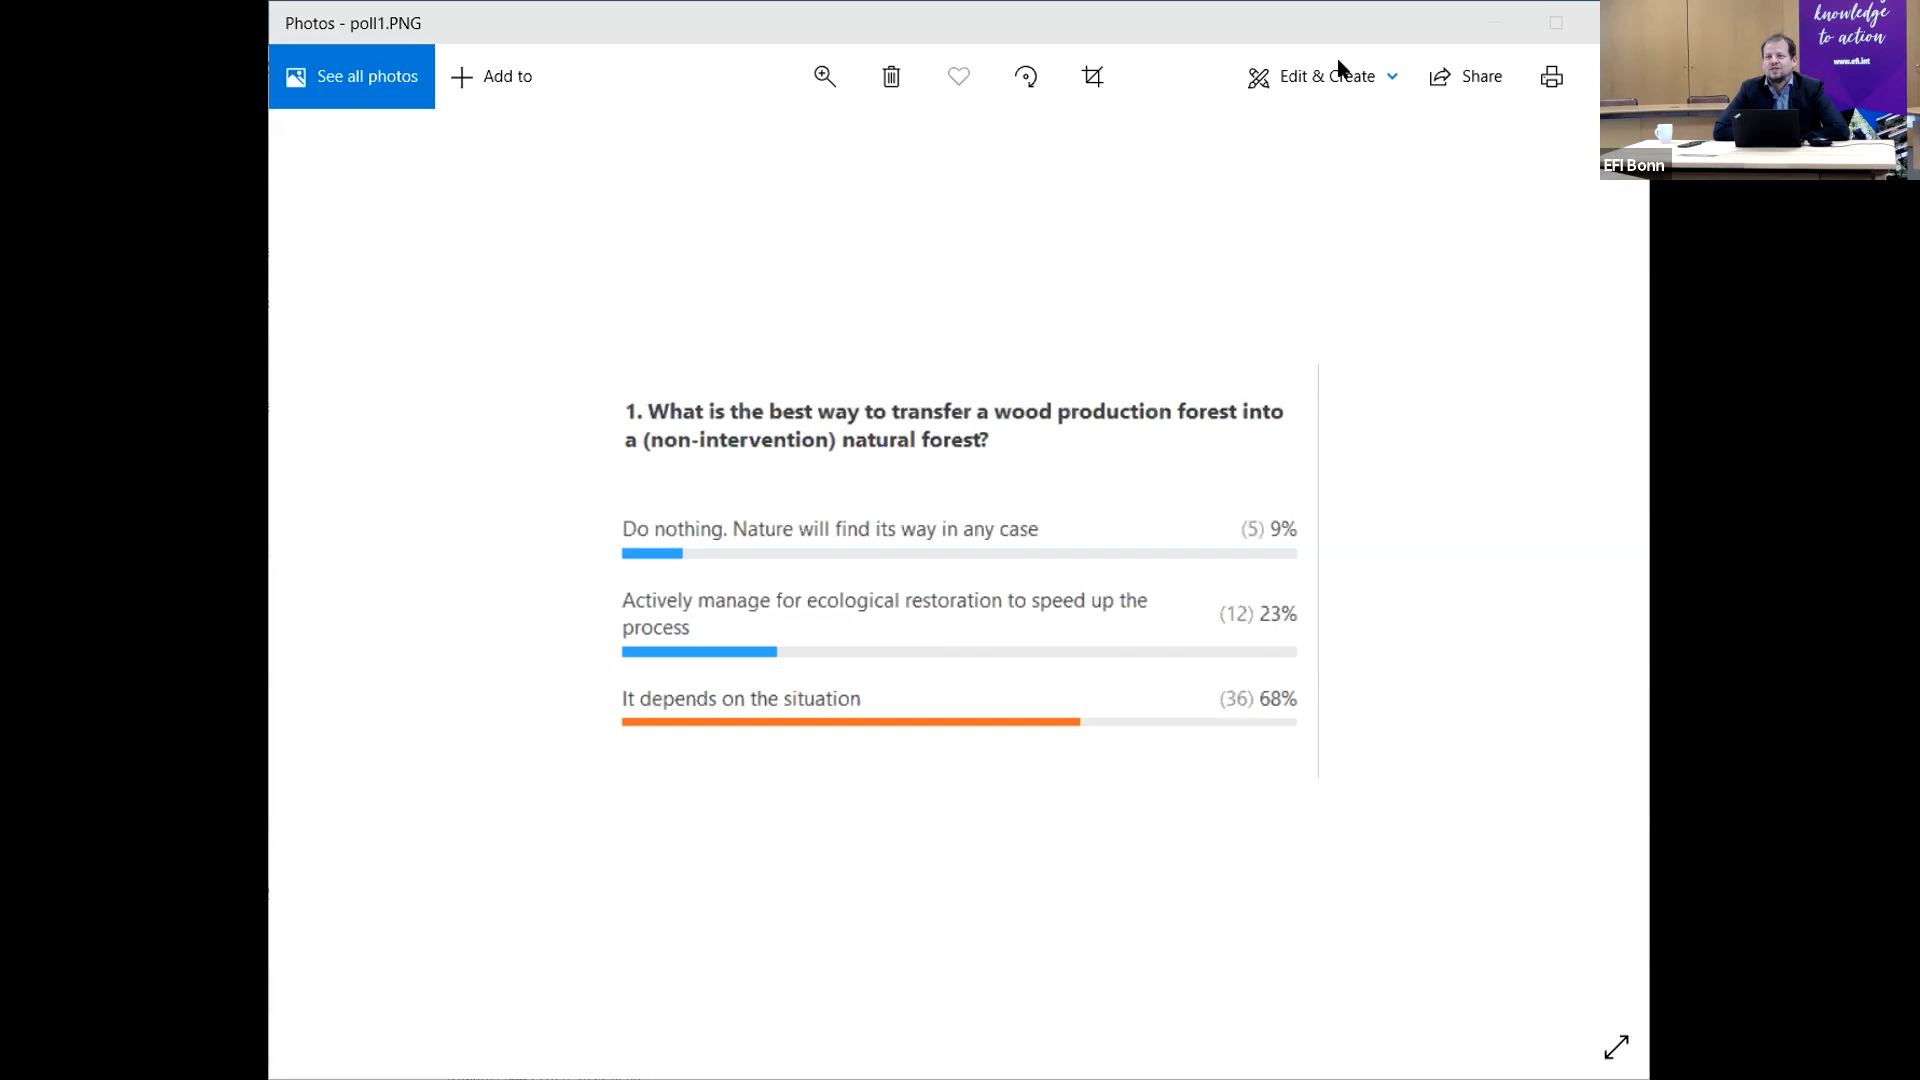 Photos - poll1.PNG
See all photos
Add to
Edit & Create
Share
knowledge
to action
www.efi.int
EFI Bonn
1. What is the best way to transfer a wood production forest into
a (non-intervention) natural forest?
Do nothing. Nature will find its way in any case (5) 9%
Actively manage for ecological restoration to speed up the
process
(12) 23%
It depends on the situation (36) 68%